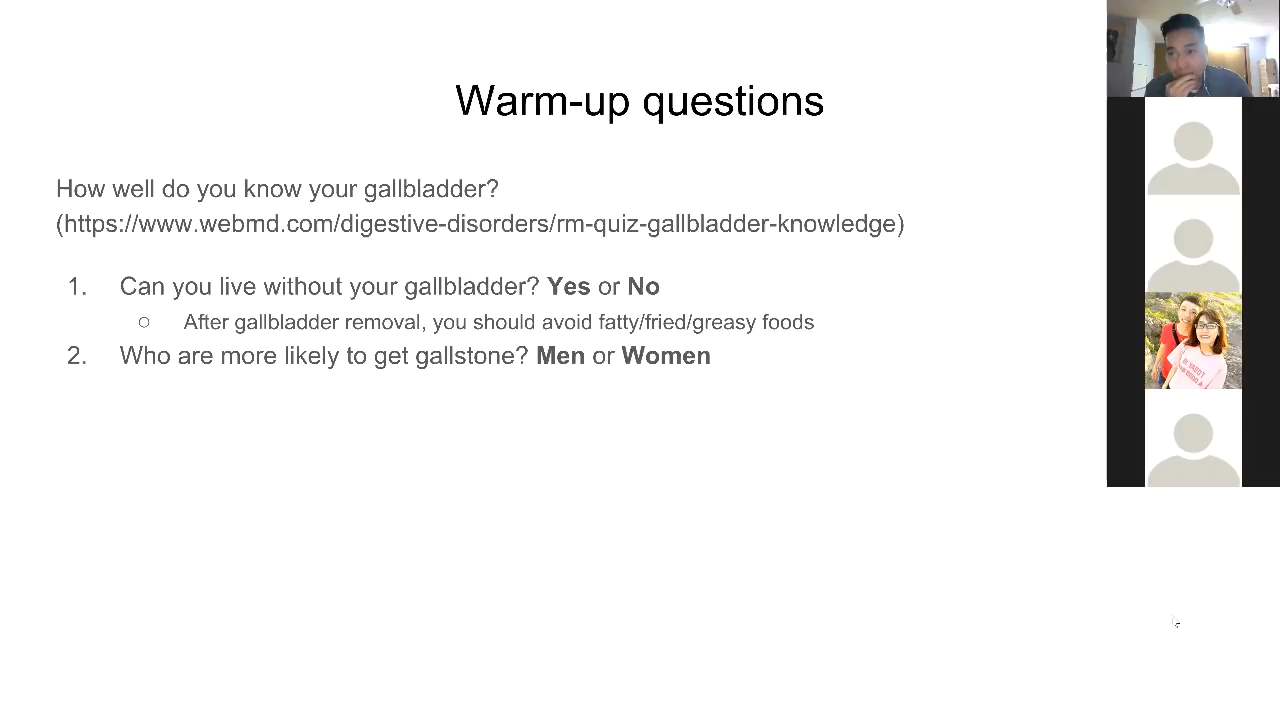 Warm-up questions
How well do you know your gallbladder?
(https://www.webmd.com/digestive-disorders/rm-quiz-gallbladder-knowledge)
1. Can you live without your gallbladder? Yes or No
○ After gallbladder removal, you should avoid fatty/fried/greasy foods
2. Who are more likely to get gallstone? Men or Women